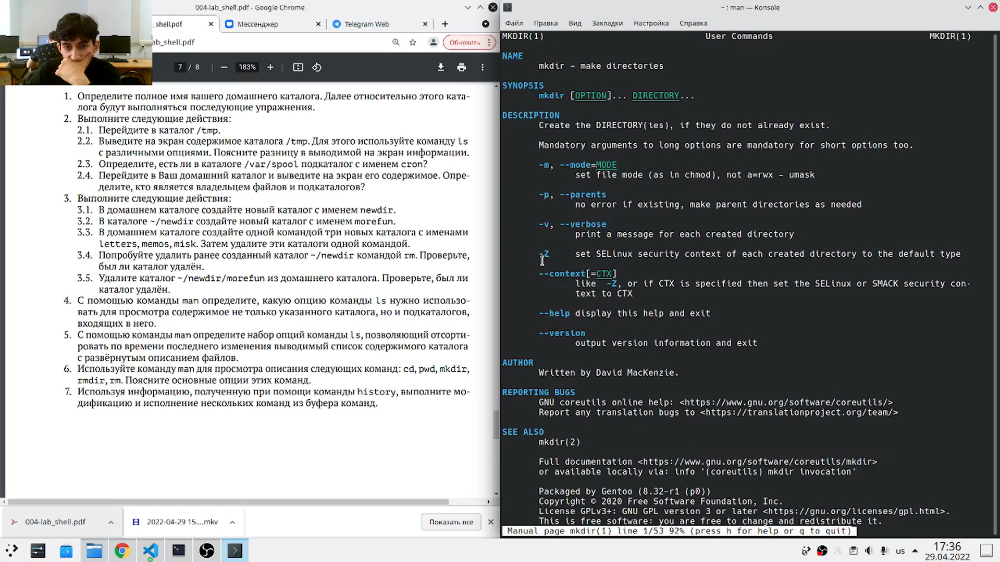 004-lab_shell.pdf - Google Chrome
_shell.pdf
Мессенджер
Telegram Web
ab_shell.pdf
Обновить
7 / 8
183%
1. Определите полное имя вашего домашнего каталога. Далее относительно этого ката-
лога будут выполняться последующие упражнения.
2. Выполните следующие действия:
2.1. Перейдите в каталог /tmp.
2.2. Выведите на экран содержимое каталога /tmp. Для этого используйте команду ls
с различными опциями. Поясните разницу в выводимой на экран информации.
2.3. Определите, есть ли в каталоге /var/spool подкаталог с именем cron?
2.4. Перейдите в Ваш домашний каталог и выведите на экран его содержимое. Опре-
делите, кто является владельцем файлов и подкаталогов?
3. Выполните следующие действия:
3.1. В домашнем каталоге создайте новый каталог с именем newdir.
3.2. В каталоге ~/newdir создайте новый каталог с именем morefun.
3.3. В домашнем каталоге создайте одной командой три новых каталога с именами
letters, memos, misk. Затем удалите эти каталоги одной командой.
3.4. Попробуйте удалить ранее созданный каталог ~/newdir командой rm. Проверьте,
был ли каталог удалён.
3.5. Удалите каталог ~/newdir/morefun из домашнего каталога. Проверьте, был ли
каталог удалён.
4. С помощью команды man определите, какую опцию команды ls нужно использо-
вать для просмотра содержимое не только указанного каталога, но и подкаталогов,
входящих в него.
5. С помощью команды man определите набор опций команды ls, позволяющий отсорти-
ровать по времени последнего изменения выводимый список содержимого каталога
с развёрнутым описанием файлов.
6. Используйте команду man для просмотра описания следующих команд: cd, pwd, mkdir,
rmdir, rm. Поясните основные опции этих команд.
7. Используя информацию, полученную при помощи команды history, выполните мо-
дификацию и исполнение нескольких команд из буфера команд.
004-lab_shell.pdf
2022-04-29 15....mkv
Показать все
~ : man — Konsole
Файл Правка Вид Закладки Настройка Справка
MKDIR(1) User Commands MKDIR(1)
NAME
mkdir - make directories
SYNOPSIS
mkdir [OPTION]... DIRECTORY...
DESCRIPTION
Create the DIRECTORY(ies), if they do not already exist.
Mandatory arguments to long options are mandatory for short options too.
-m, --mode=MODE
set file mode (as in chmod), not a=rwx - umask
-p, --parents
no error if existing, make parent directories as needed
-v, --verbose
print a message for each created directory
-Z set SELinux security context of each created directory to the default type
--context[=CTX]
like -Z, or if CTX is specified then set the SELinux or SMACK security con-
text to CTX
--help display this help and exit
--version
output version information and exit
AUTHOR
Written by David MacKenzie.
REPORTING BUGS
GNU coreutils online help: <https://www.gnu.org/software/coreutils/>
Report any translation bugs to <https://translationproject.org/team/>
SEE ALSO
mkdir(2)
Full documentation <https://www.gnu.org/software/coreutils/mkdir>
or available locally via: info '(coreutils) mkdir invocation'
Packaged by Gentoo (8.32-r1 (p0))
Copyright © 2020 Free Software Foundation, Inc.
License GPLv3+: GNU GPL version 3 or later <https://gnu.org/licenses/gpl.html>.
This is free software: you are free to change and redistribute it.
Manual page mkdir(1) line 1/53 92% (press h for help or q to quit)
us
17:36
29.04.2022